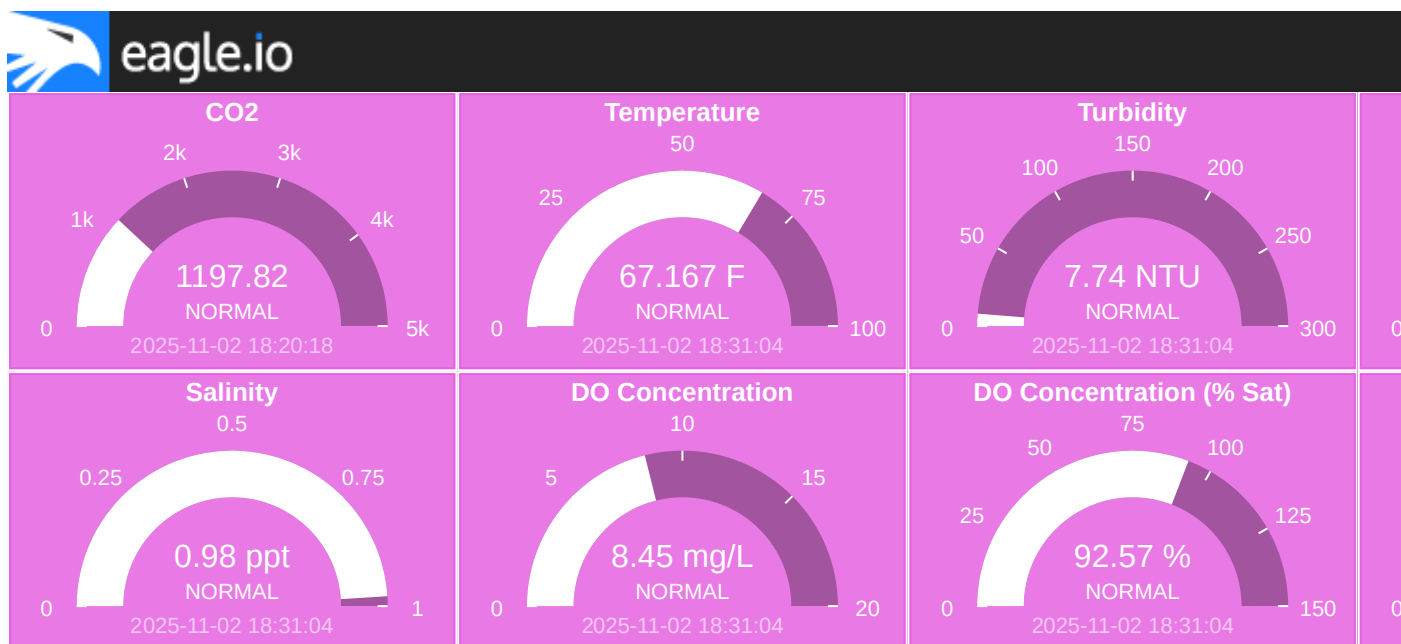 eagle.io
CO2
2k 3k
1k 4k
1197.82
NORMAL
0 5k
2025-11-02 18:20:18
Temperature
50
25 75
67.167 F
NORMAL
0 100
2025-11-02 18:31:04
Turbidity
150
100 200
50 250
7.74 NTU
NORMAL
0 300
2025-11-02 18:31:04
0
Salinity
0.5
0.25 0.75
0.98 ppt
NORMAL
0 1
2025-11-02 18:31:04
DO Concentration
10
5 15
8.45 mg/L
NORMAL
0 20
2025-11-02 18:31:04
DO Concentration (% Sat)
75
50 100
25 125
92.57 %
NORMAL
0 150
2025-11-02 18:31:04
0